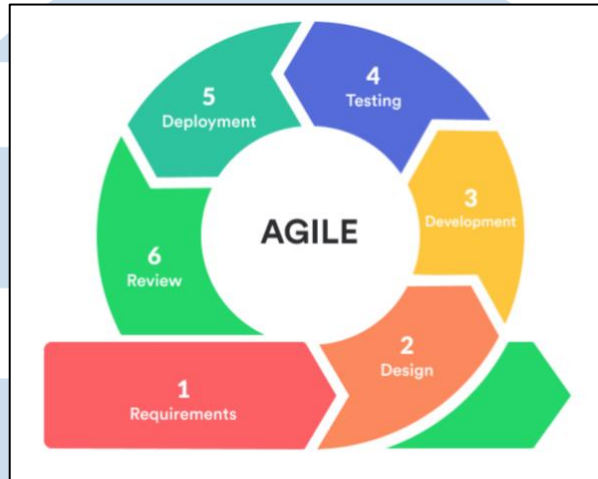 5
Deployment
4
Testing
3
Development
AGILE
6
Review
2
Design
1
Requirements